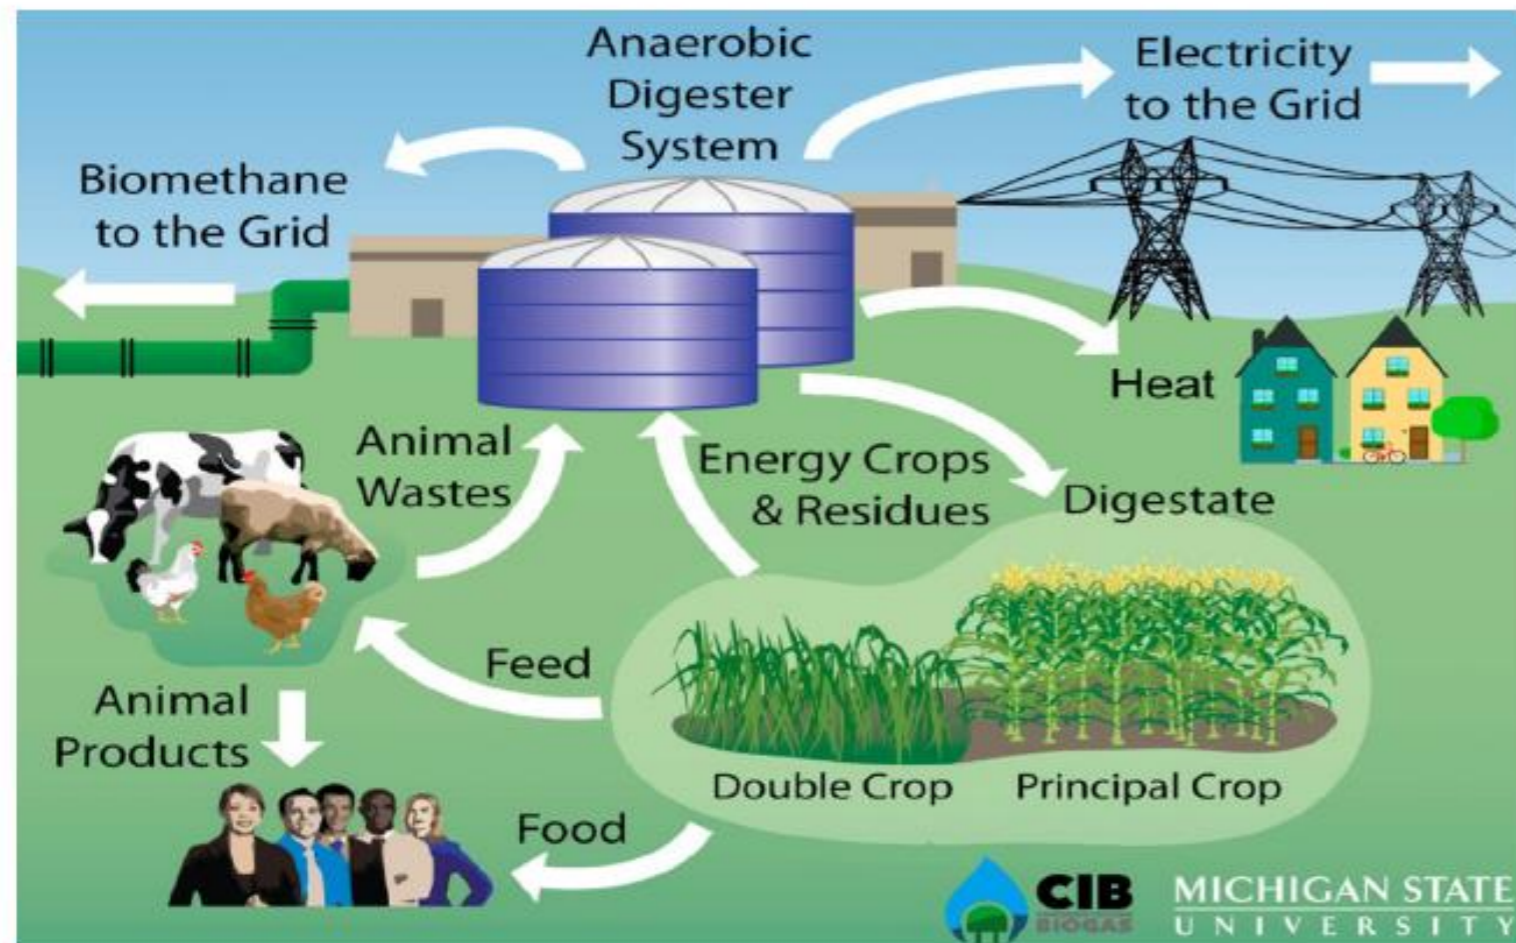 Anaerobic
Digester
System
Electricity
to the Grid
Biomethane
to the Grid
Heat
Animal
Wastes
Energy Crops
& Residues
Digestate
Feed
Animal
Products
Double Crop
Principal Crop
Food
CIB
BIOGAS
MICHIGAN STATE
UNIVERSITY